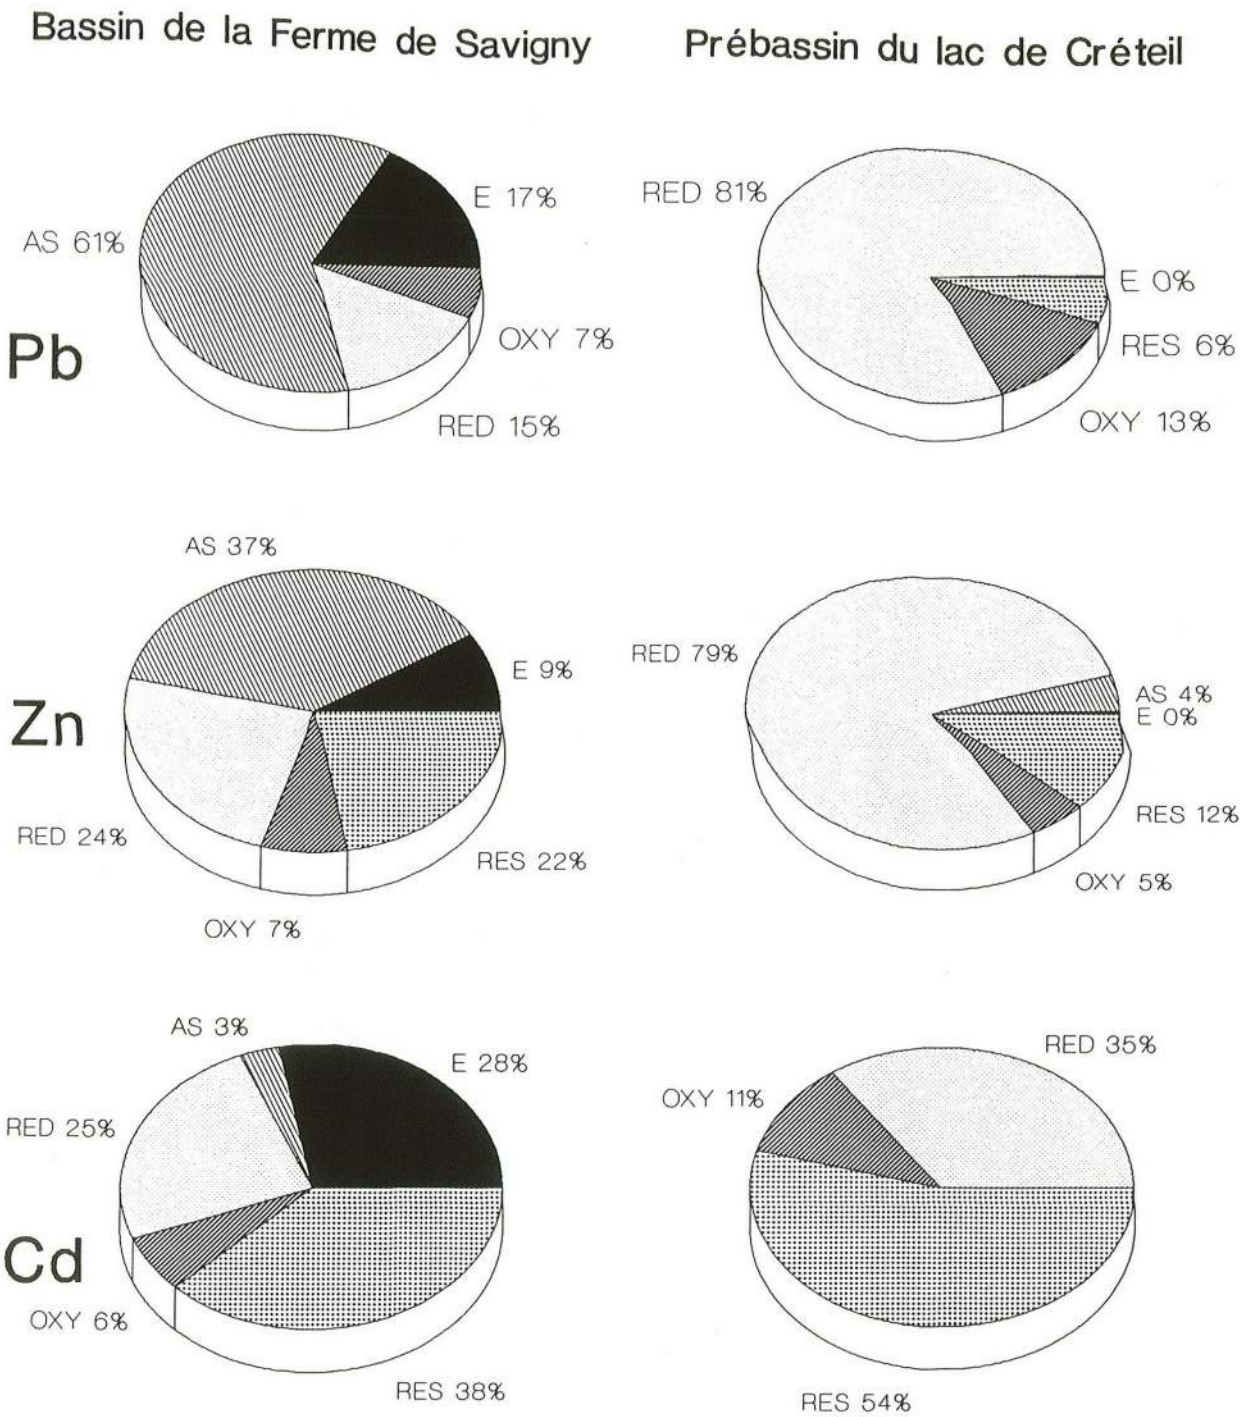 Bassin de la Ferme de Savigny
Prébassin du lac de Créteil
Pb
AS 61%
E 17%
OXY 7%
RED 15%
RED 81%
E 0%
RES 6%
OXY 13%
Zn
AS 37%
E 9%
RED 24%
RES 22%
OXY 7%
RED 79%
AS 4%
E 0%
RES 12%
OXY 5%
Cd
AS 3%
E 28%
RED 25%
OXY 6%
RES 38%
RED 35%
OXY 11%
RES 54%